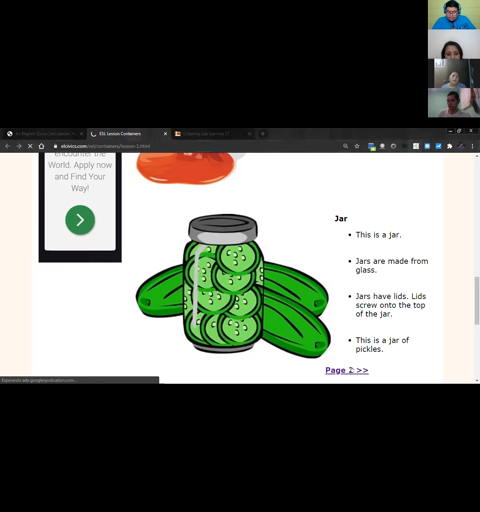 ESL Lesson Containers
elcivics.com/esl/containers/lesson-1.html
encounter the
World. Apply now
and Find Your
Way!
Jar
This is a jar.
Jars are made from
glass.
Jars have lids. Lids
screw onto the top
of the jar.
This is a jar of
pickles.
Page 2 >>